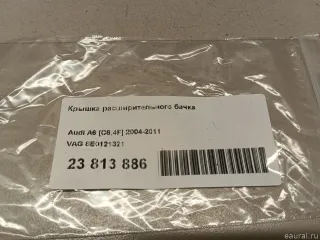 Крышка расширительного бачка
Audi A6 [C6,4F] 2004-2011
VAG 8E0121321
23 813 886
eaural.ru